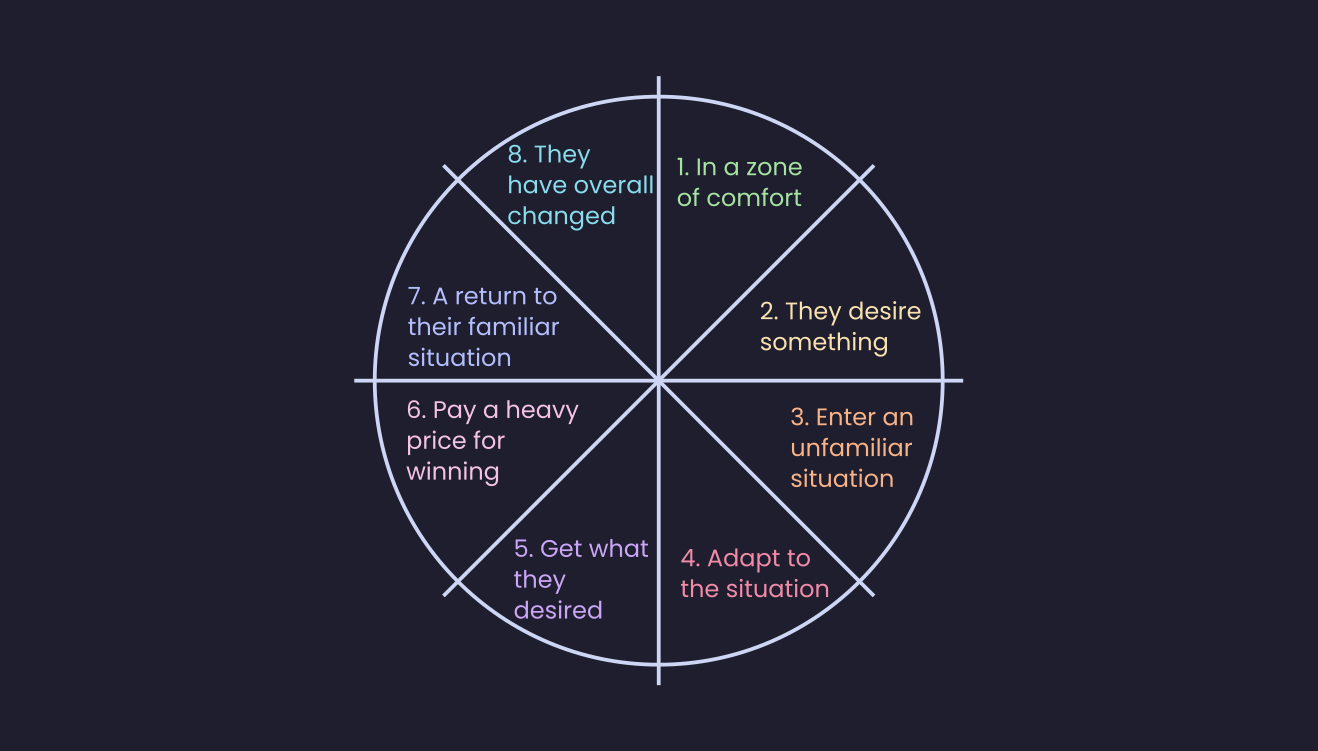 1. In a zone
of comfort
2. They desire
something
3. Enter an
unfamiliar
situation
4. Adapt to
the situation
5. Get what
they
desired
6. Pay a heavy
price for
winning
7. A return to
their familiar
situation
8. They
have overall
changed